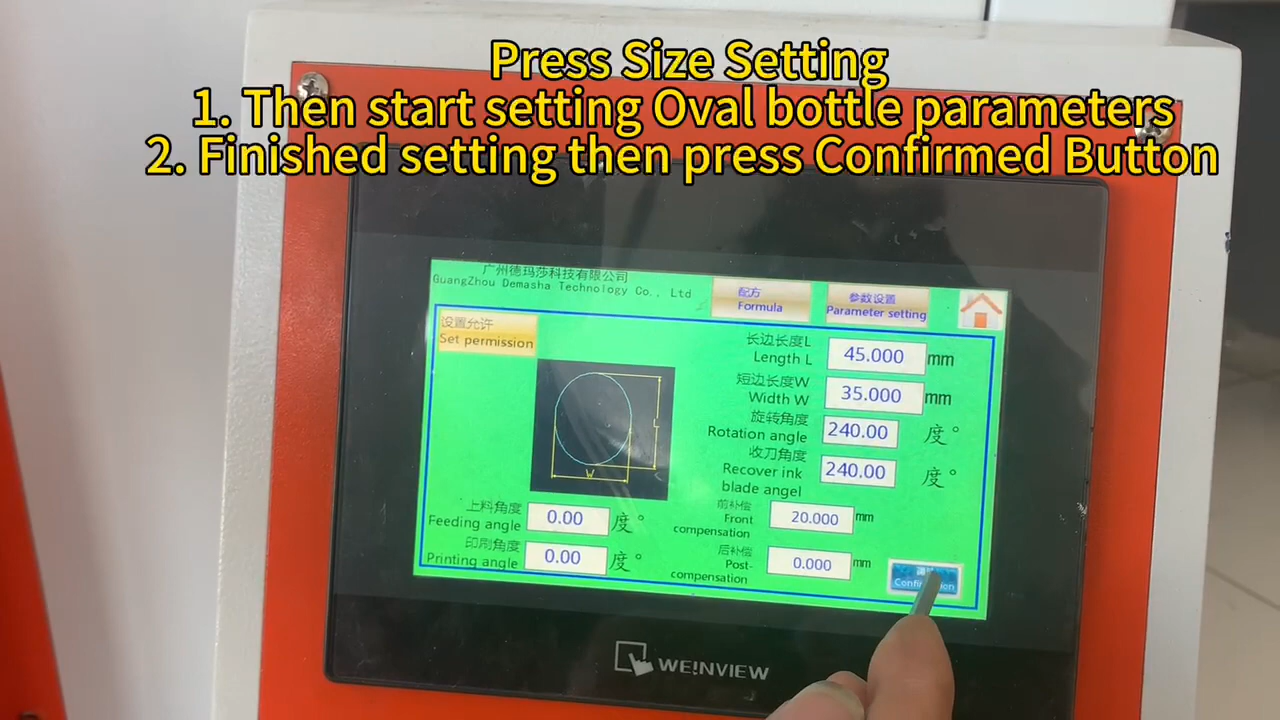 Press Size Setting
1. Then start setting Oval bottle parameters
2. Finished setting then press Confirmed Button
广州德玛莎科技有限公司
GuangZhou Demasha Technology Co., Ltd
配方
Formula
参数设置
Parameter setting
设置允许
Set permission
长边长度L
Length L
45.000 mm
短边长度W
Width W
35.000 mm
旋转角度
Rotation angle
240.00 度°
收刀角度
Recover ink
blade angel
240.00 度°
L
W
上料角度
Feeding angle
0.00 度°
印刷角度
Printing angle
0.00 度°
前补偿
Front
compensation
20.000 mm
后补偿
Post-
compensation
0.000 mm
WEINVIEW